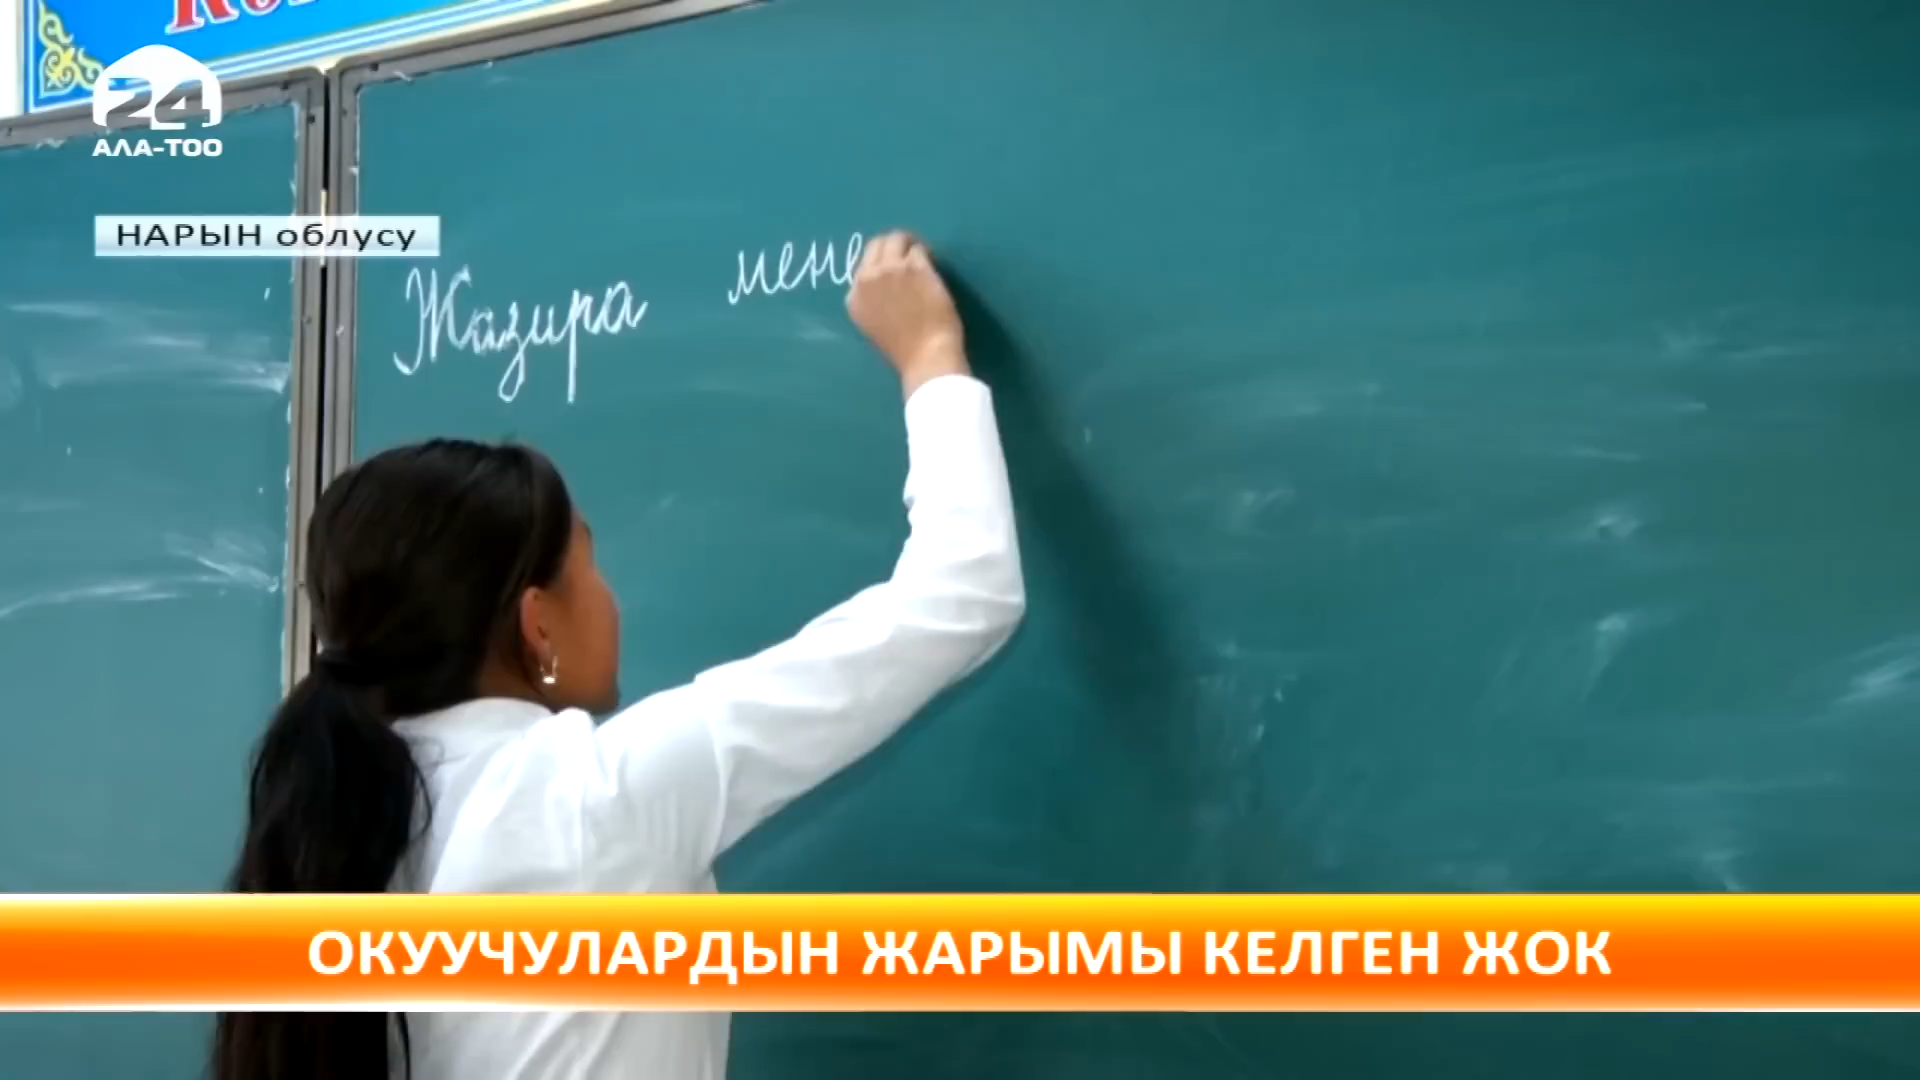 24
АЛА-ТОО
НАРЫН облусу
Жазира мене
ОКУУЧУЛАРДЫН ЖАРЫМЫ КЕЛГЕН ЖОК